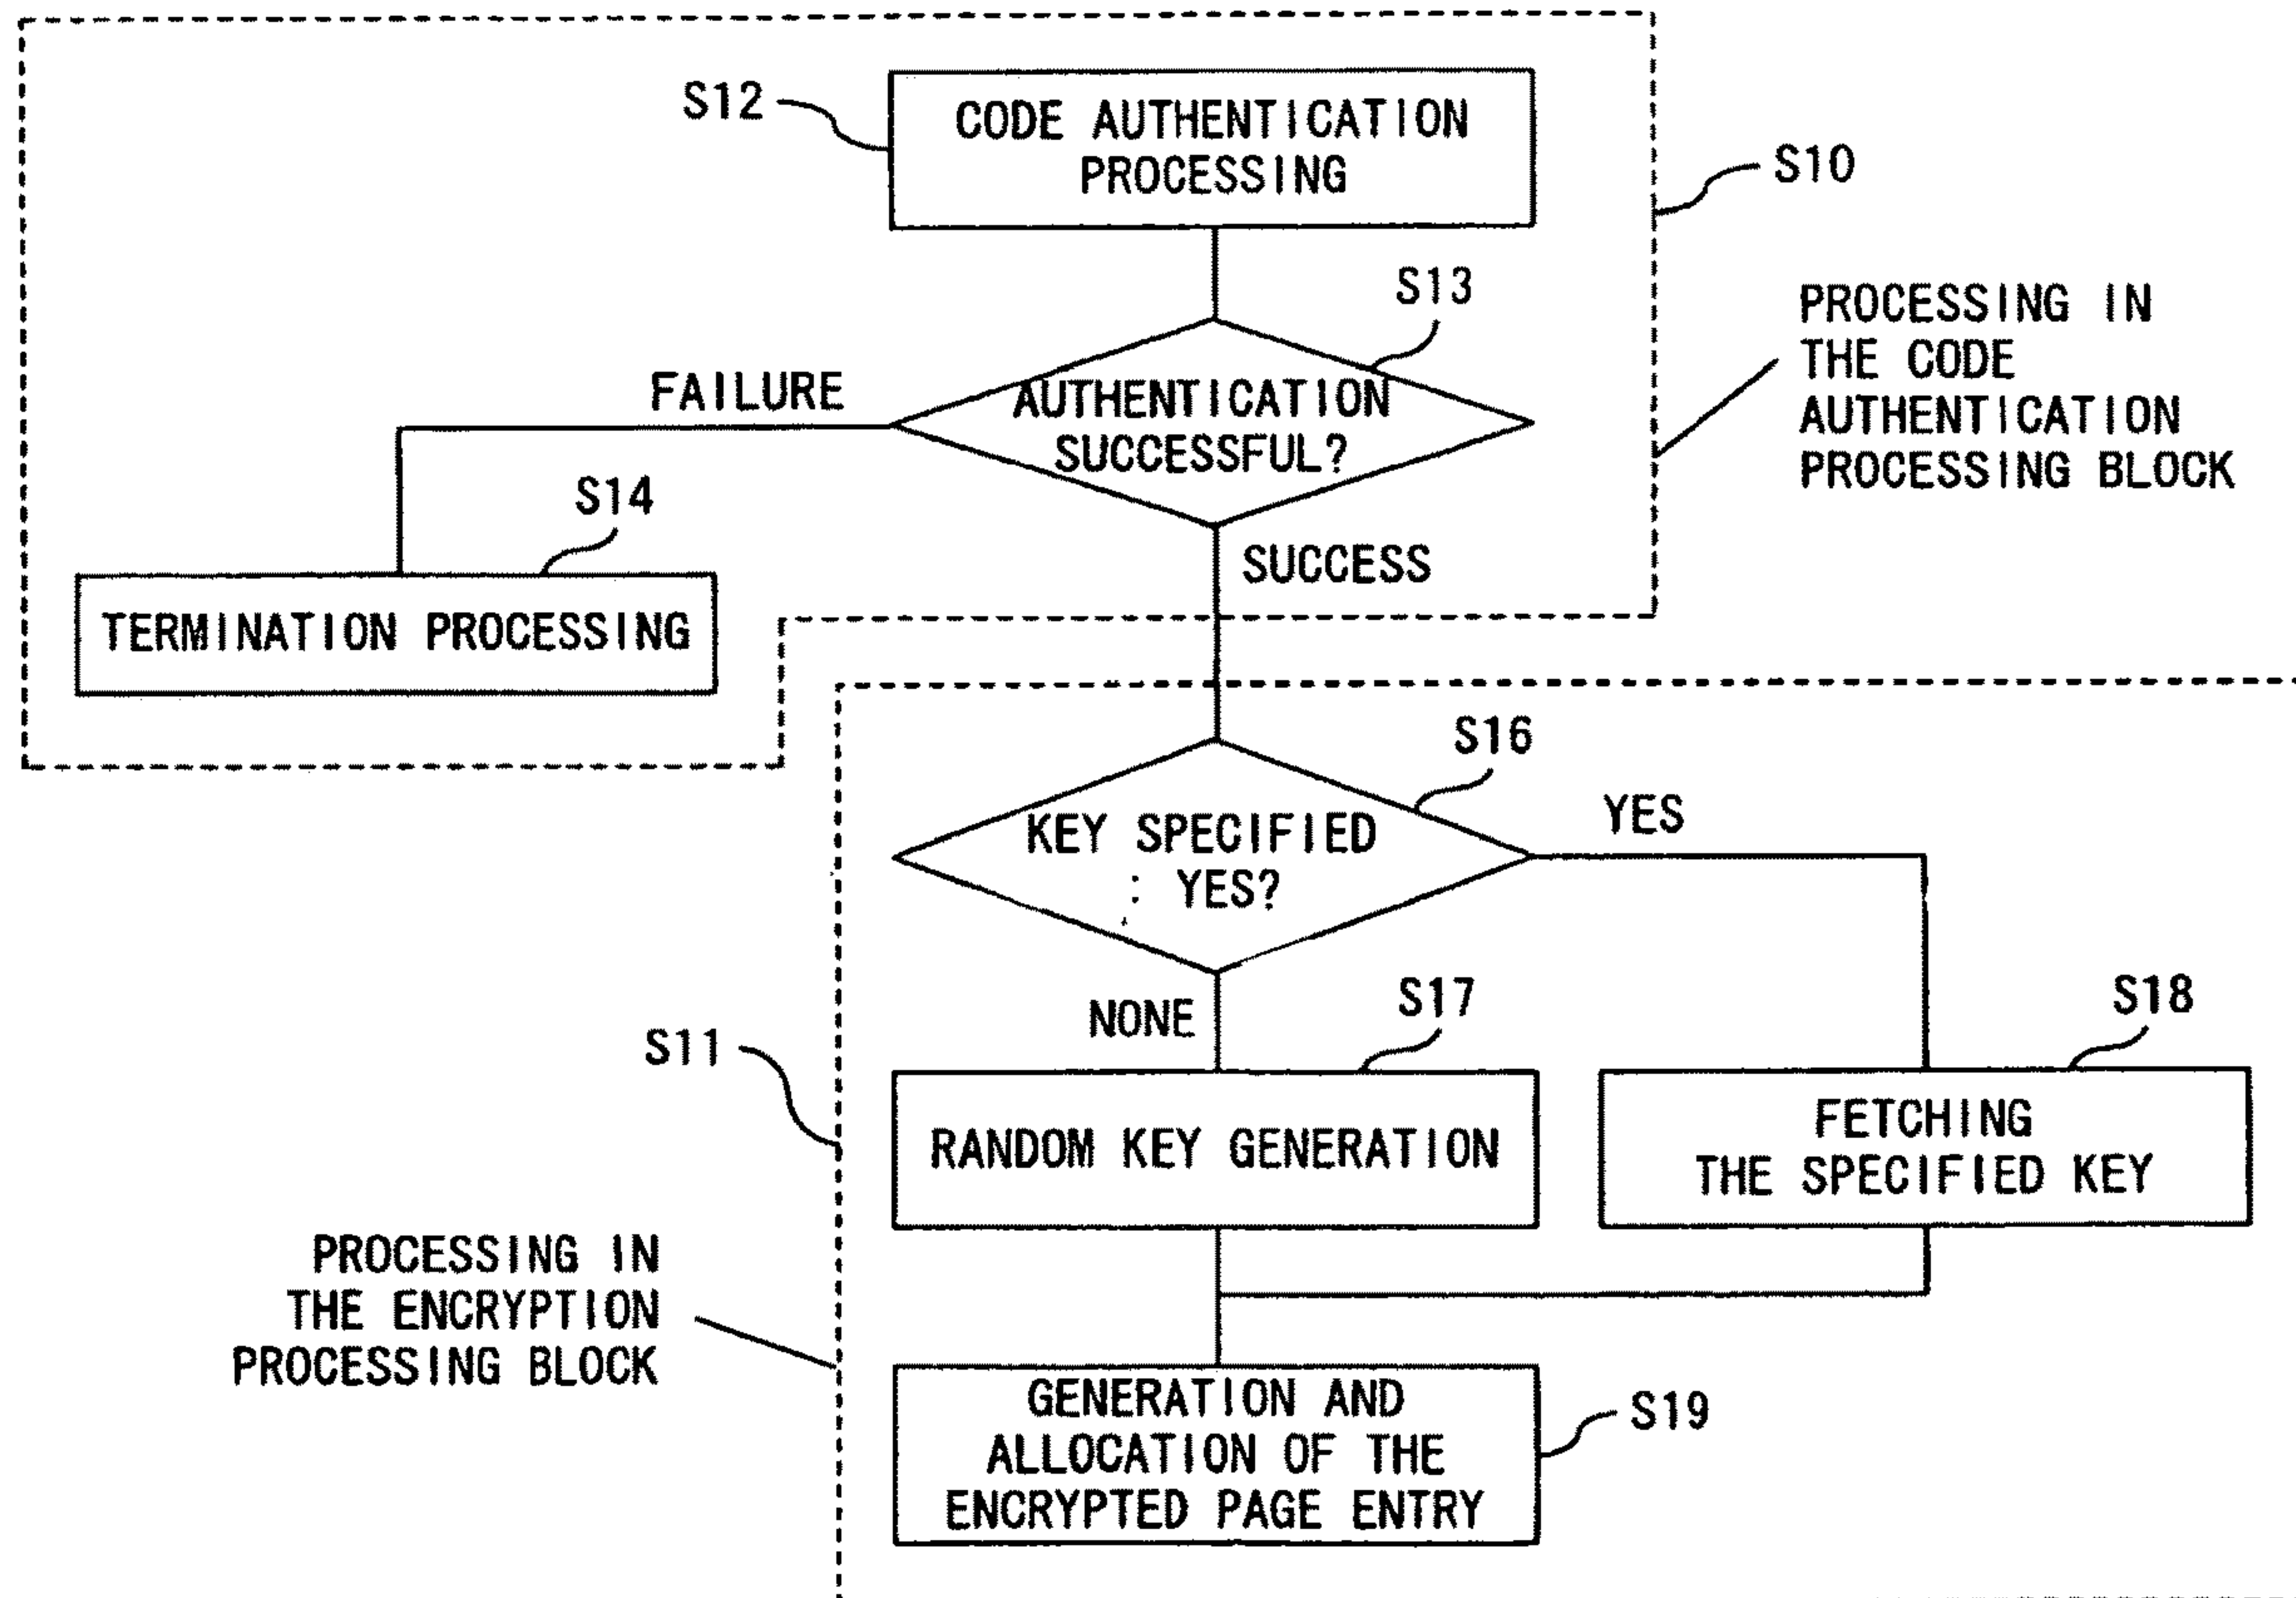 S12
CODE AUTHENTICATION
PROCESSING
S10
S13
PROCESSING IN
THE CODE
AUTHENTICATION
PROCESSING BLOCK
FAILURE
AUTHENTICATION
SUCCESSFUL?
S14
SUCCESS
TERMINATION PROCESSING
S16
YES
KEY SPECIFIED
: YES?
NONE
S17
S18
S11
RANDOM KEY GENERATION
FETCHING
THE SPECIFIED KEY
PROCESSING IN
THE ENCRYPTION
PROCESSING BLOCK
GENERATION AND
ALLOCATION OF THE
ENCRYPTED PAGE ENTRY
S19